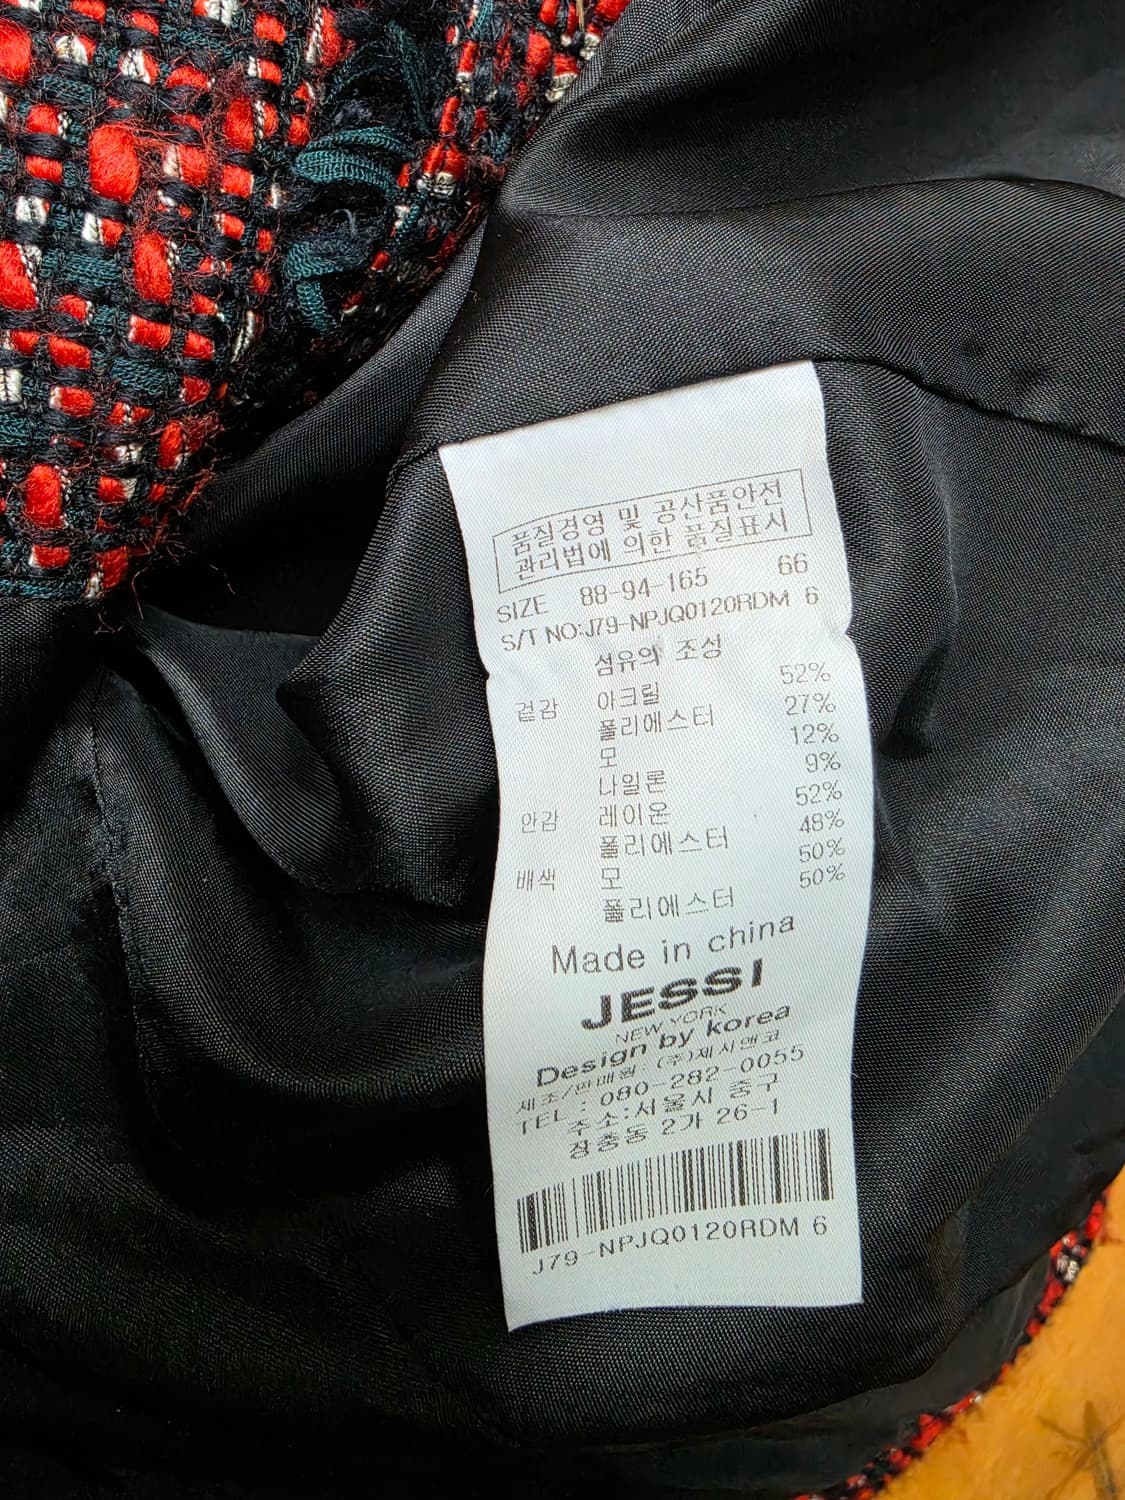 품질경영 및 공산품안전
관리법에 의한 품질표시
SIZE 88-94-165 66
S/T NO:J79-NPJQ0120RDM 6
섬유의 조성
겉감 아크릴 52%
폴리에스터 27%
모 12%
나일론 9%
안감 레이온 52%
폴리에스터 48%
배색 모 50%
폴리에스터 50%
Made in china
JESSI
NEW YORK
Design by korea
제조/판매원: (주)제시앤코
TEL : 080-282-0055
주소:서울시 중구
장충동 2가 26-1
J79-NPJQ0120RDM 6